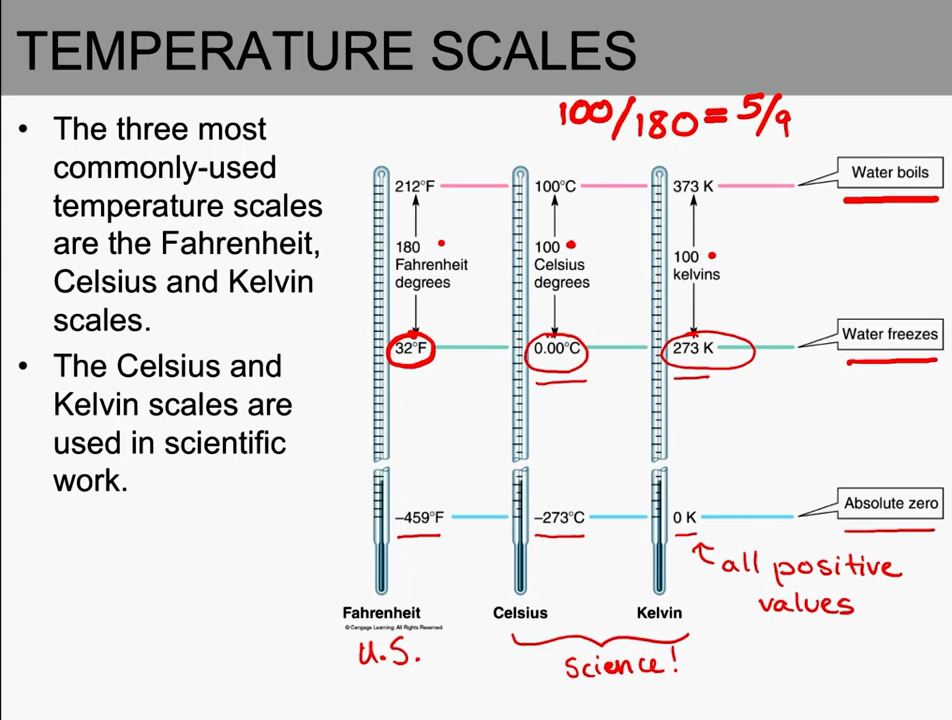 TEMPERATURE SCALES
• The three most
commonly-used
temperature scales
are the Fahrenheit,
Celsius and Kelvin
scales.
• The Celsius and
Kelvin scales are
used in scientific
work.
100/180 = 5/9
212°F
100°C
373 K
Water boils
180
Fahrenheit
degrees
100
Celsius
degrees
100
kelvins
32°F
0.00°C
273 K
Water freezes
–459°F
–273°C
0 K
Absolute zero
all positive
values
Fahrenheit
Celsius
Kelvin
© Cengage Learning. All Rights Reserved.
U.S.
Science!